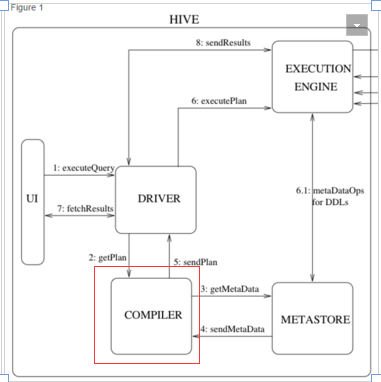 Figure 1
HIVE
8: sendResults
EXECUTION
ENGINE
6: executePlan
1: executeQuery
UI
DRIVER
6.1: metaDataOps
for DDLs
7: fetchResults
2: getPlan
5: sendPlan
3: getMetaData
COMPILER
METASTORE
4: sendMetaData